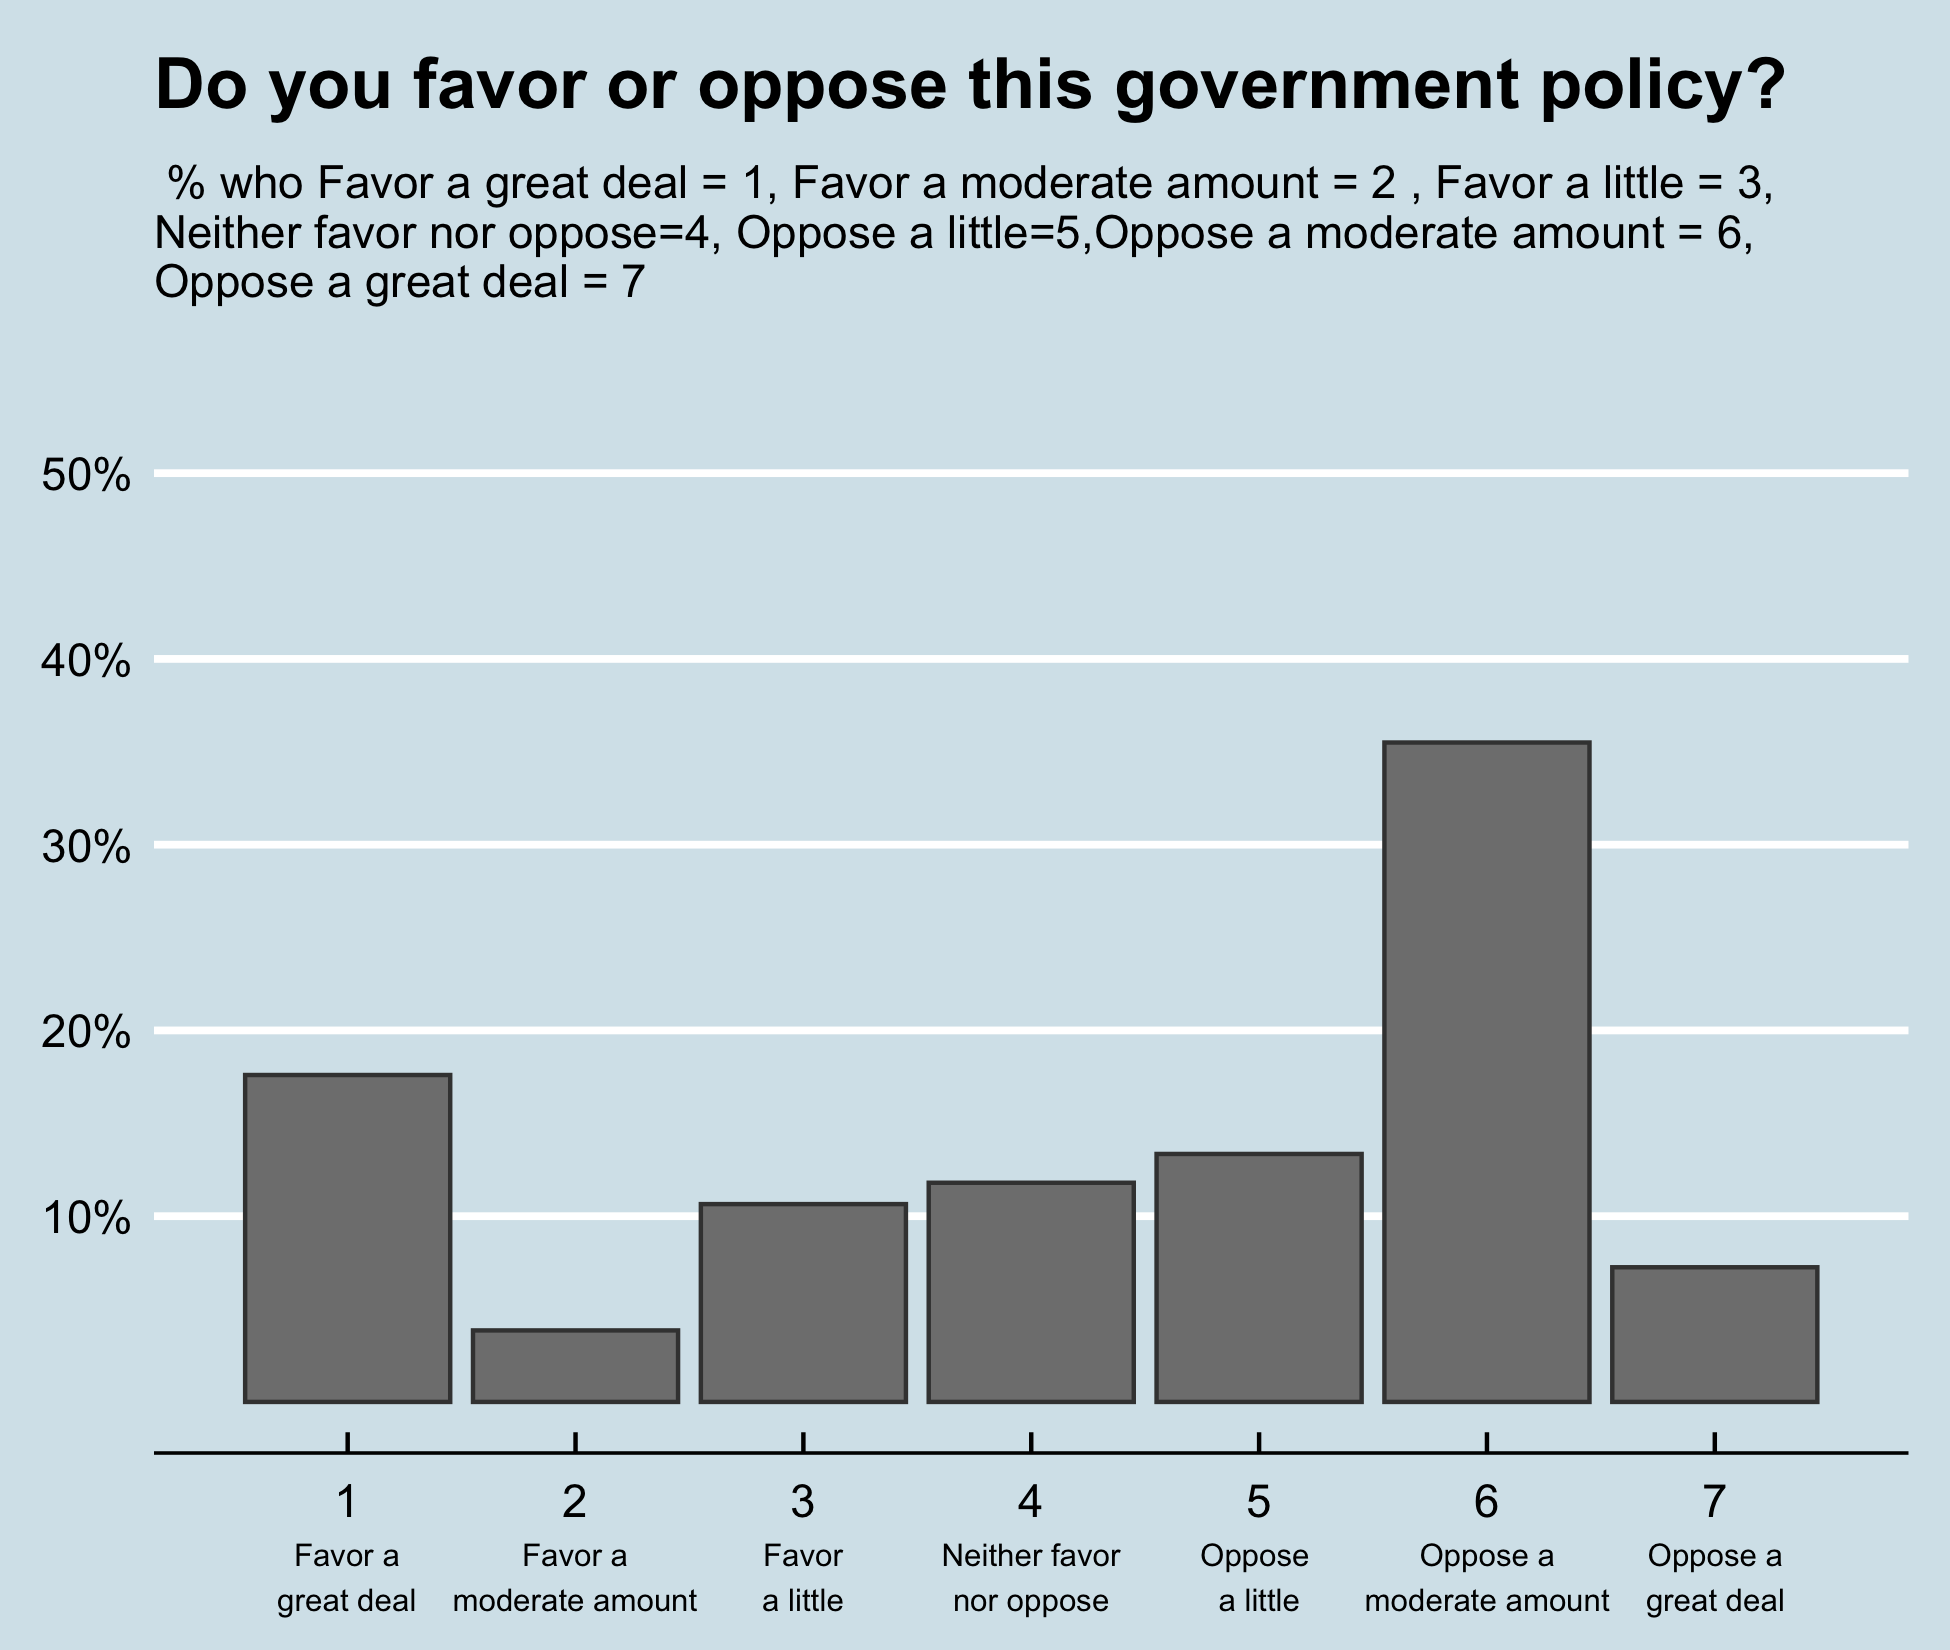 Do you favor or oppose this government policy?
% who Favor a great deal = 1, Favor a moderate amount = 2 , Favor a little = 3,
Neither favor nor oppose=4, Oppose a little=5,Oppose a moderate amount = 6,
Oppose a great deal = 7
50%
40%
30%
20%
10%
1 2 3 4 5 6 7
Favor a Favor a Favor Neither favor Oppose Oppose a Oppose a
great deal moderate amount a little nor oppose a little moderate amount great deal